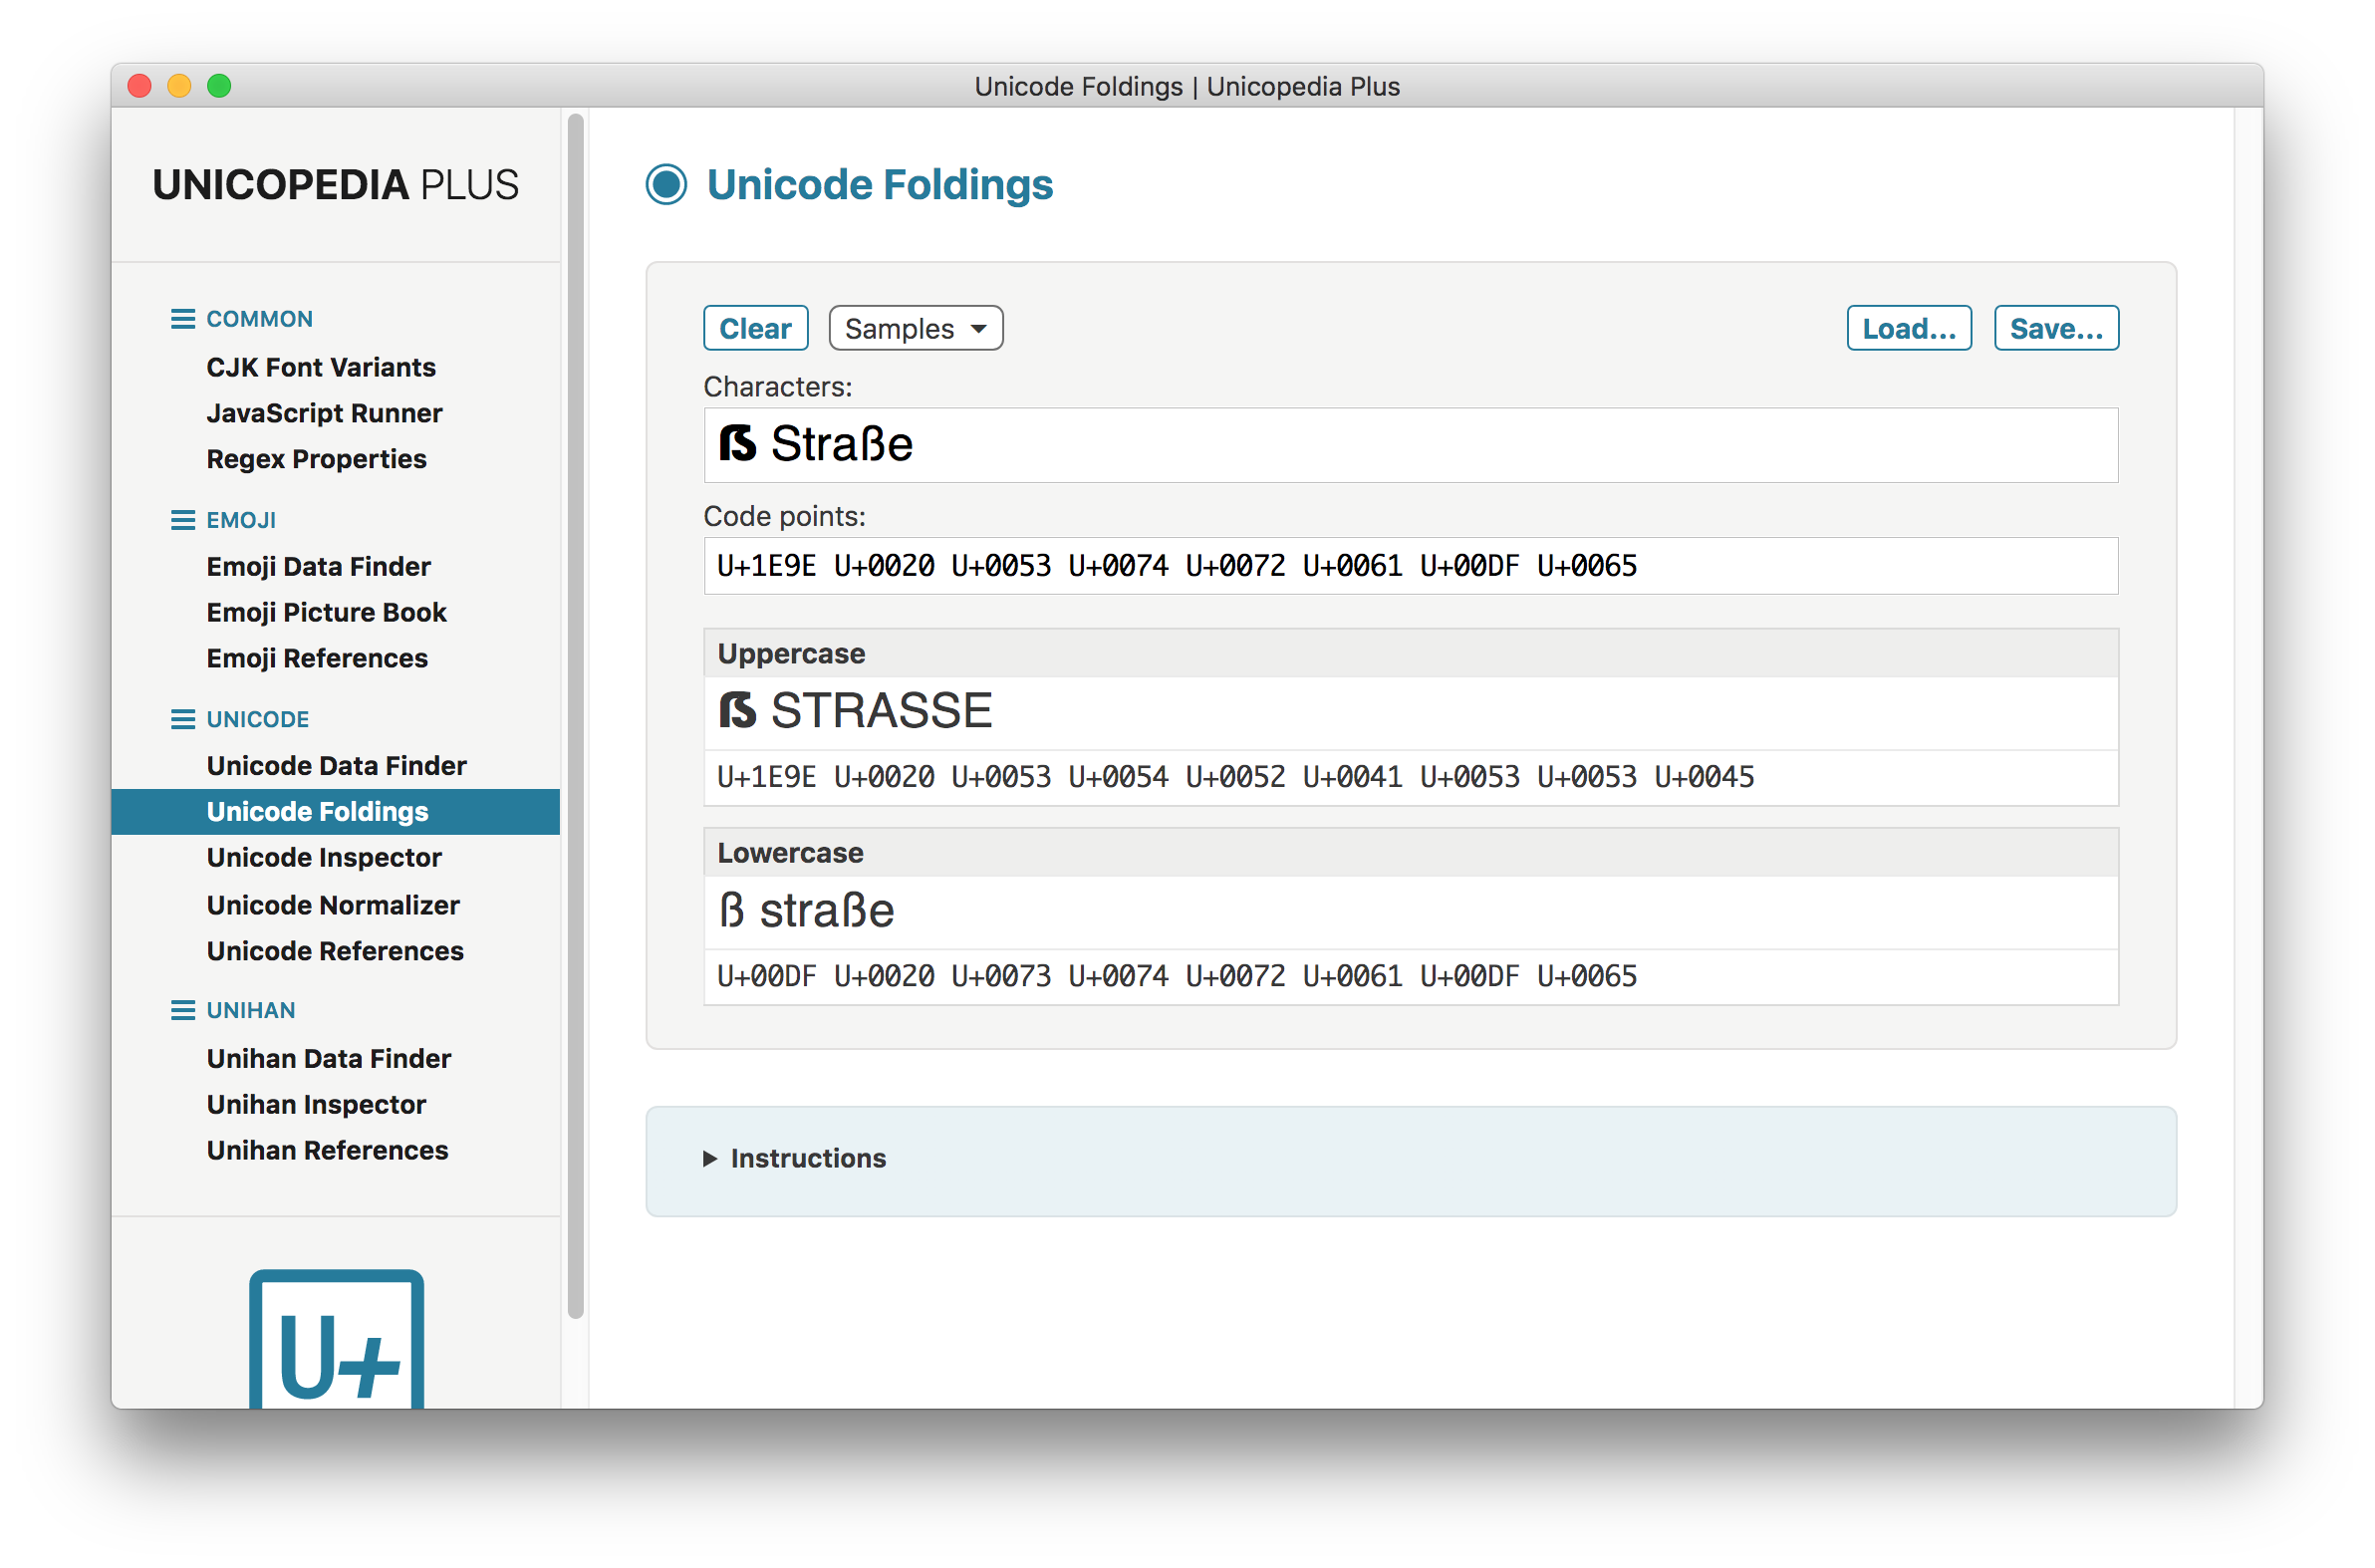 Unicode Foldings | Unicopedia Plus
UNICOPEDIA PLUS
COMMON
CJK Font Variants
JavaScript Runner
Regex Properties
EMOJI
Emoji Data Finder
Emoji Picture Book
Emoji References
UNICODE
Unicode Data Finder
Unicode Foldings
Unicode Inspector
Unicode Normalizer
Unicode References
UNIHAN
Unihan Data Finder
Unihan Inspector
Unihan References
U+
Unicode Foldings
Clear Samples Load... Save...
Characters:
ẞ Straße
Code points:
U+1E9E U+0020 U+0053 U+0074 U+0072 U+0061 U+00DF U+0065
Uppercase
ẞ STRASSE
U+1E9E U+0020 U+0053 U+0054 U+0052 U+0041 U+0053 U+0053 U+0045
Lowercase
ß straße
U+00DF U+0020 U+0073 U+0074 U+0072 U+0061 U+00DF U+0065
Instructions